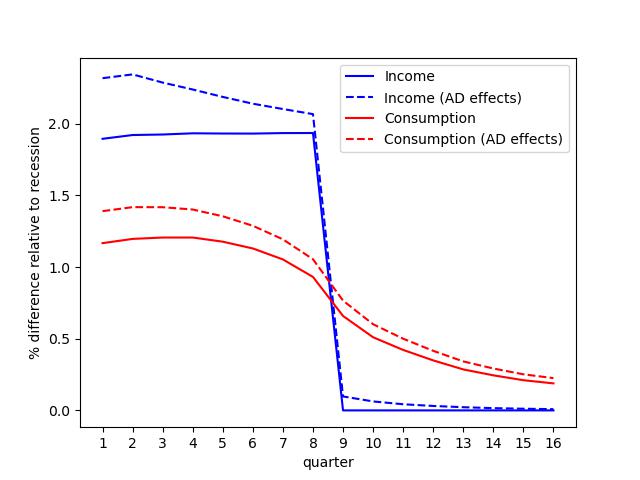 Income
Income (AD effects)
Consumption
Consumption (AD effects)
% difference relative to recession
2.0
1.5
1.0
0.5
0.0
1 2 3 4 5 6 7 8 9 10 11 12 13 14 15 16
quarter